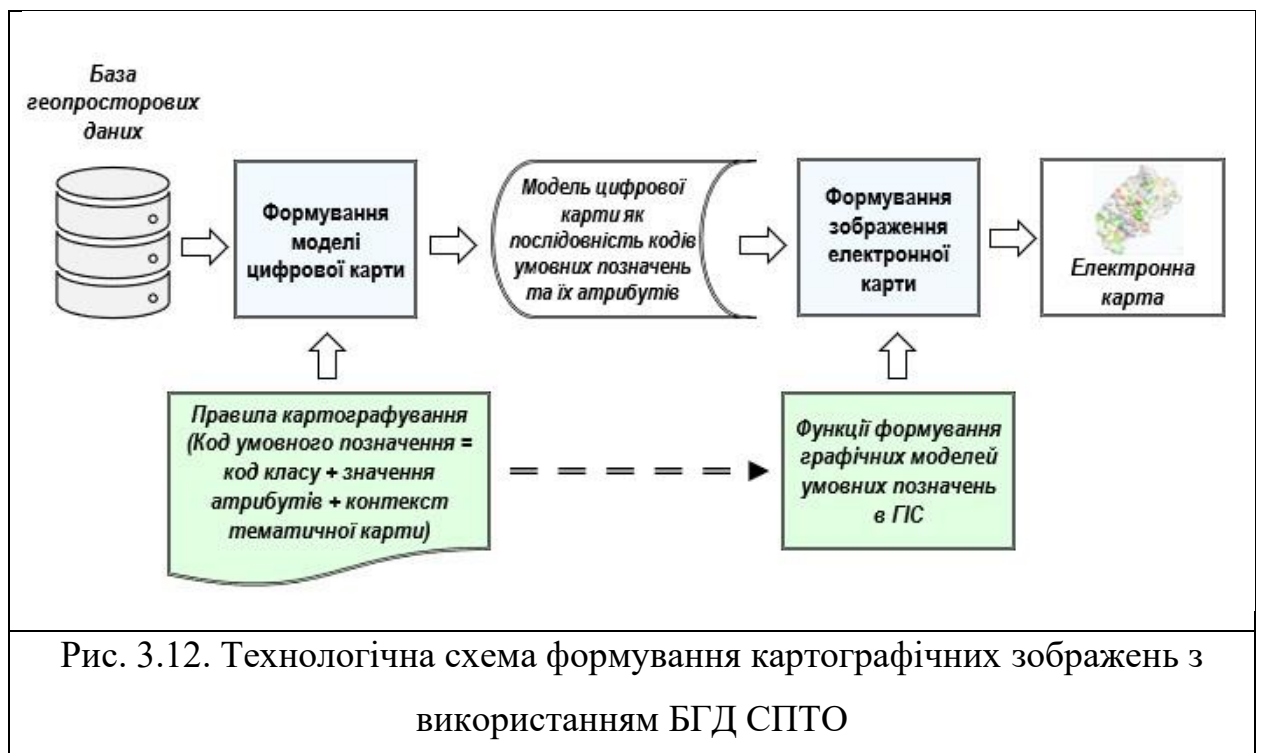 База
геопросторових
даних
Формування
моделі
цифрової карти
Модель цифрової
карти як
послідовність кодів
умовних позначень
та їх атрибутів
Формування
зображення
електронної
карти
Електронна
карта
Правила картографування
(Код умовного позначення =
код класу + значення
атрибутів + контекст
тематичної карти)
Функції формування
графічних моделей
умовних позначень
в ГІС
Рис. 3.12. Технологічна схема формування картографічних зображень з
використанням БГД СПТО